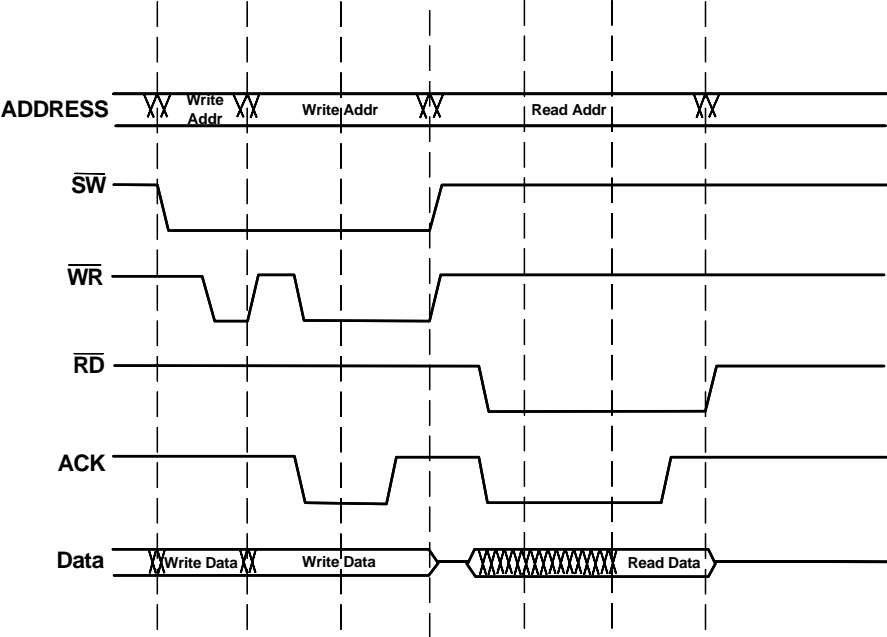 ADDRESS
Write
Addr
Write Addr
Read Addr
SW
WR
RD
ACK
Data
Write Data
Write Data
Read Data